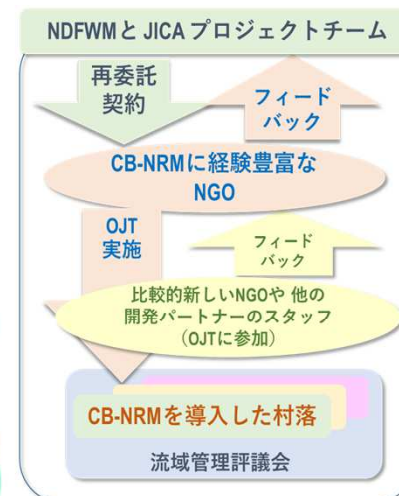 NDFWMと JICA プロジェクトチーム
再委託
契約
フィード
バック
CB-NRMに経験豊富な
NGO
OJT
実施
フィード
バック
比較的新しいNGOや 他の
開発パートナーのスタッフ
（OJTに参加）
CB-NRMを導入した村落
流域管理評議会